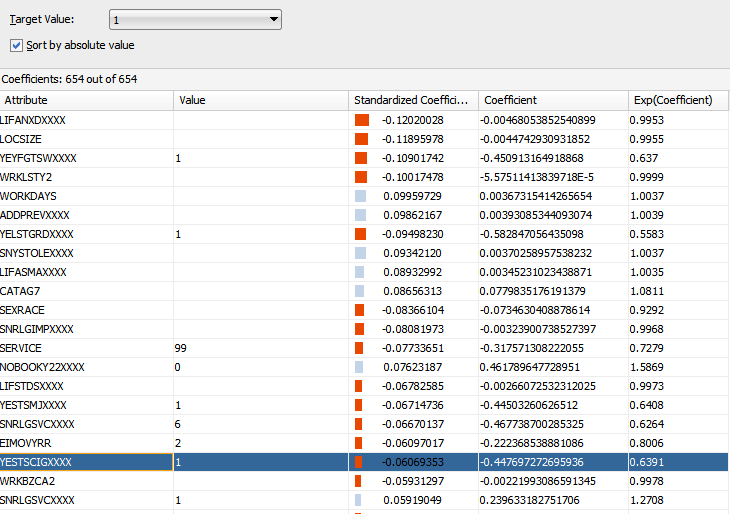 Target Value: 1
Sort by absolute value
Coefficients: 654 out of 654
Attribute Value Standardized Coeffici... Coefficient Exp(Coefficient)
LIFANXDXXXX -0.12020028 -0.00468053852540899 0.9953
LOCSIZE -0.11895978 -0.0044742930931852 0.9955
YEYFGTSWXXXX 1 -0.10901742 -0.450913164918868 0.637
WRKLSTY2 -0.10017478 -5.57511413839718E-5 0.9999
WORKDAYS 0.09959729 0.00367315414265654 1.0037
ADDPREVXXXX 0.09862167 0.00393085344093074 1.0039
YELSTGRDXXXX 1 -0.09498230 -0.582847056435098 0.5583
SNYSTOLEXXXX 0.09342120 0.00370258957538232 1.0037
LIFASMAXXXX 0.08932992 0.00345231023438871 1.0035
CATAG7 0.08656313 0.0779835176191379 1.0811
SEXRACE -0.08366104 -0.0734630408878614 0.9292
SNRLGIMPXXXX -0.08081973 -0.00323900738527397 0.9968
SERVICE 99 -0.07733651 -0.317571308222055 0.7279
NOBOOKY22XXXX 0 0.07623187 0.461789647728951 1.5869
LIFSTDSXXXX -0.06782585 -0.00266072532312025 0.9973
YESTSMJXXXX 1 -0.06714736 -0.44503260626512 0.6408
SNRLGSVCXXXX 6 -0.06670137 -0.467738700285325 0.6264
EIMOVYRR 2 -0.06097017 -0.222368538881086 0.8006
YESTSCIGXXXX 1 -0.06069353 -0.447697272695936 0.6391
WRKBZCA2 -0.05931297 -0.00221993086591345 0.9978
SNRLGSVCXXXX 1 0.05919049 0.239633182751706 1.2708